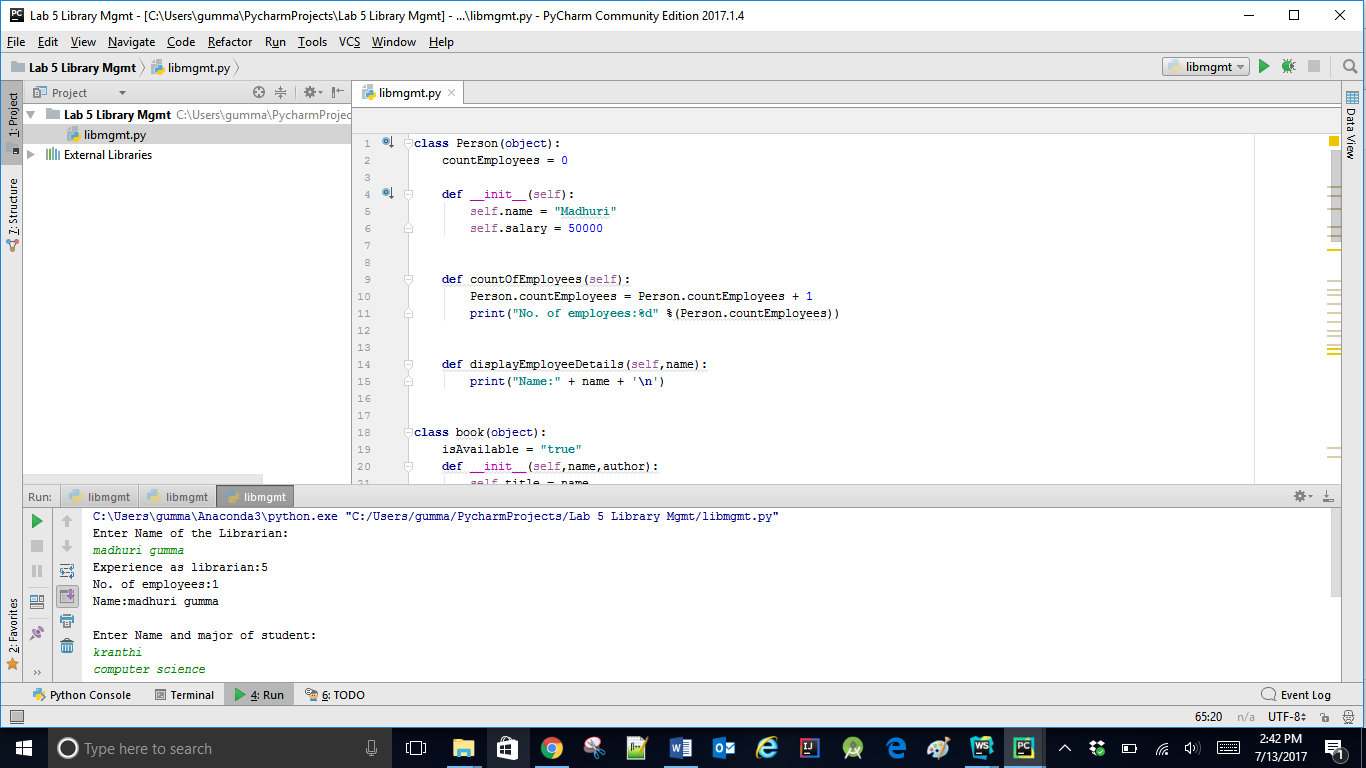 Lab 5 Library Mgmt - [C:\Users\gumma\PycharmProjects\Lab 5 Library Mgmt] - ...\libmgmt.py - PyCharm Community Edition 2017.1.4
File Edit View Navigate Code Refactor Run Tools VCS Window Help
Lab 5 Library Mgmt libmgmt.py
libmgmt
1: Project
7: Structure
2: Favorites
Project
Lab 5 Library Mgmt C:\Users\gumma\PycharmProjec
libmgmt.py
External Libraries
libmgmt.py
Data View
1 class Person(object):
2     countEmployees = 0
3
4     def __init__(self):
5         self.name = "Madhuri"
6         self.salary = 50000
7
8
9     def countOfEmployees(self):
10         Person.countEmployees = Person.countEmployees + 1
11         print("No. of employees:%d" %(Person.countEmployees))
12
13
14     def displayEmployeeDetails(self,name):
15         print("Name:" + name + '\n')
16
17
18 class book(object):
19     isAvailable = "true"
20     def __init__(self,name,author):
21         self.title = name
Run: libmgmt libmgmt libmgmt
C:\Users\gumma\Anaconda3\python.exe "C:/Users/gumma/PycharmProjects/Lab 5 Library Mgmt/libmgmt.py"
Enter Name of the Librarian:
madhuri gumma
Experience as librarian:5
No. of employees:1
Name:madhuri gumma
Enter Name and major of student:
kranthi
computer science
Python Console Terminal 4: Run 6: TODO Event Log
65:20 n/a UTF-8
Type here to search
2:42 PM
7/13/2017
1